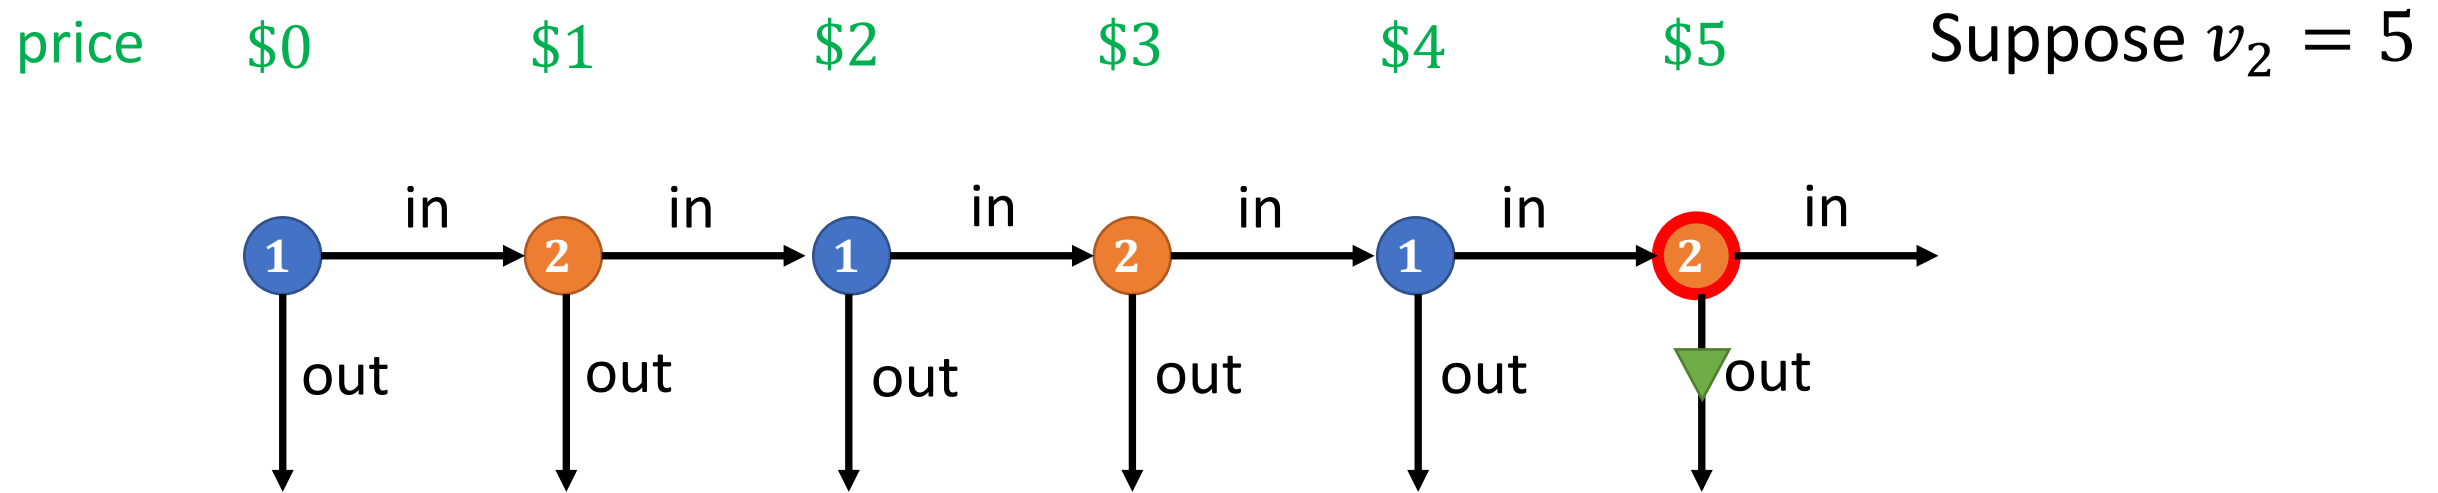 price $0 $1 $2 $3 $4 $5 Suppose v₂ = 5
in in in in in in
1 2 1 2 1 2
out out out out out out